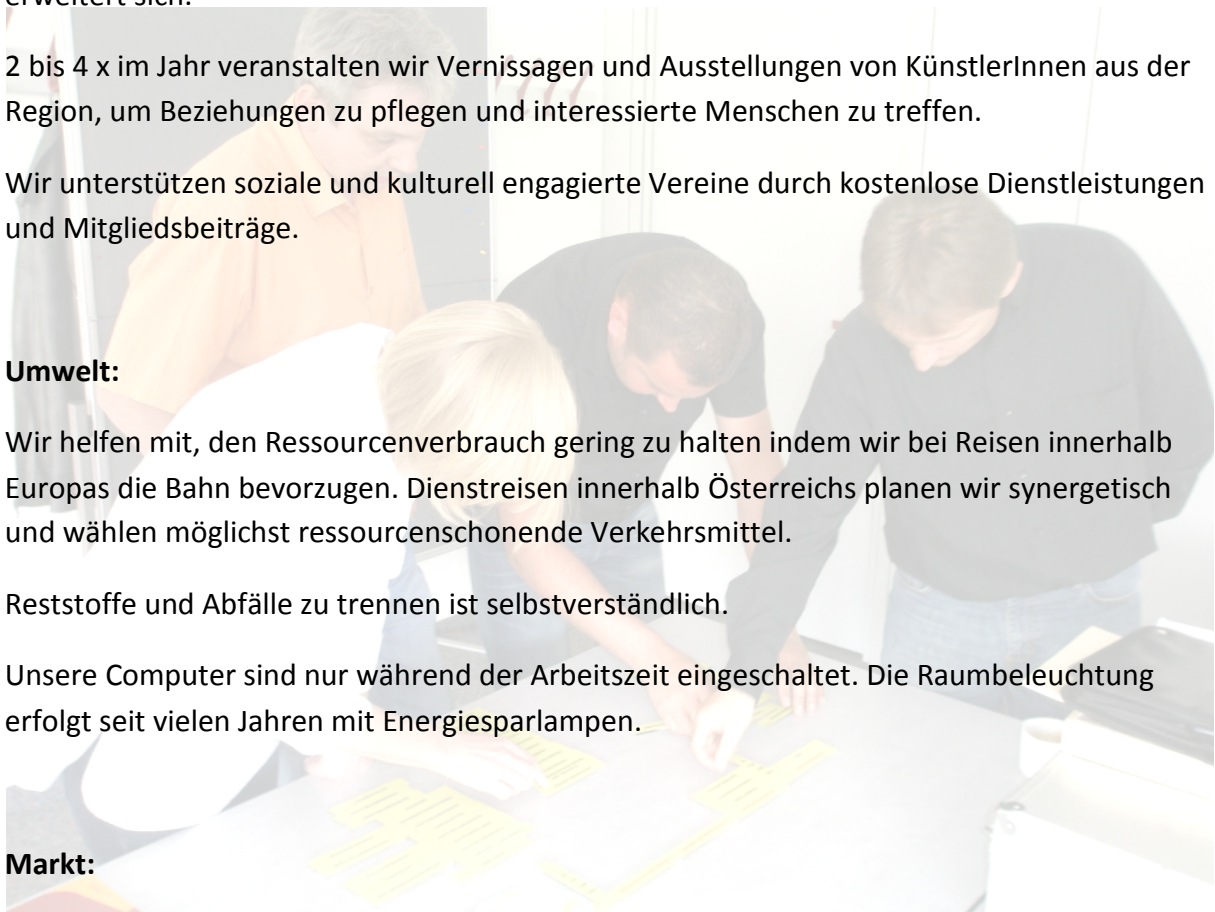 erweitert sich.
2 bis 4 x im Jahr veranstalten wir Vernissagen und Ausstellungen von KünstlerInnen aus der
Region, um Beziehungen zu pflegen und interessierte Menschen zu treffen.
Wir unterstützen soziale und kulturell engagierte Vereine durch kostenlose Dienstleistungen
und Mitgliedsbeiträge.
Umwelt:
Wir helfen mit, den Ressourcenverbrauch gering zu halten indem wir bei Reisen innerhalb
Europas die Bahn bevorzugen. Dienstreisen innerhalb Österreichs planen wir synergetisch
und wählen möglichst ressourcenschonende Verkehrsmittel.
Reststoffe und Abfälle zu trennen ist selbstverständlich.
Unsere Computer sind nur während der Arbeitszeit eingeschaltet. Die Raumbeleuchtung
erfolgt seit vielen Jahren mit Energiesparlampen.
Markt: